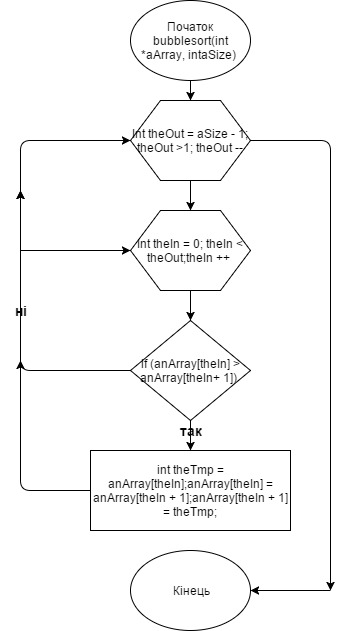 Початок
bubblesort(int
*aArray, intaSize)
Int theOut = aSize - 1;
theOut >1; theOut --
Int theIn = 0; theIn <
theOut;theIn ++
ні
If (anArray[theIn] >
anArray[theIn+ 1])
так
int theTmp =
anArray[theIn];anArray[theIn] =
anArray[theIn + 1];anArray[theIn + 1]
= theTmp;
Кінець